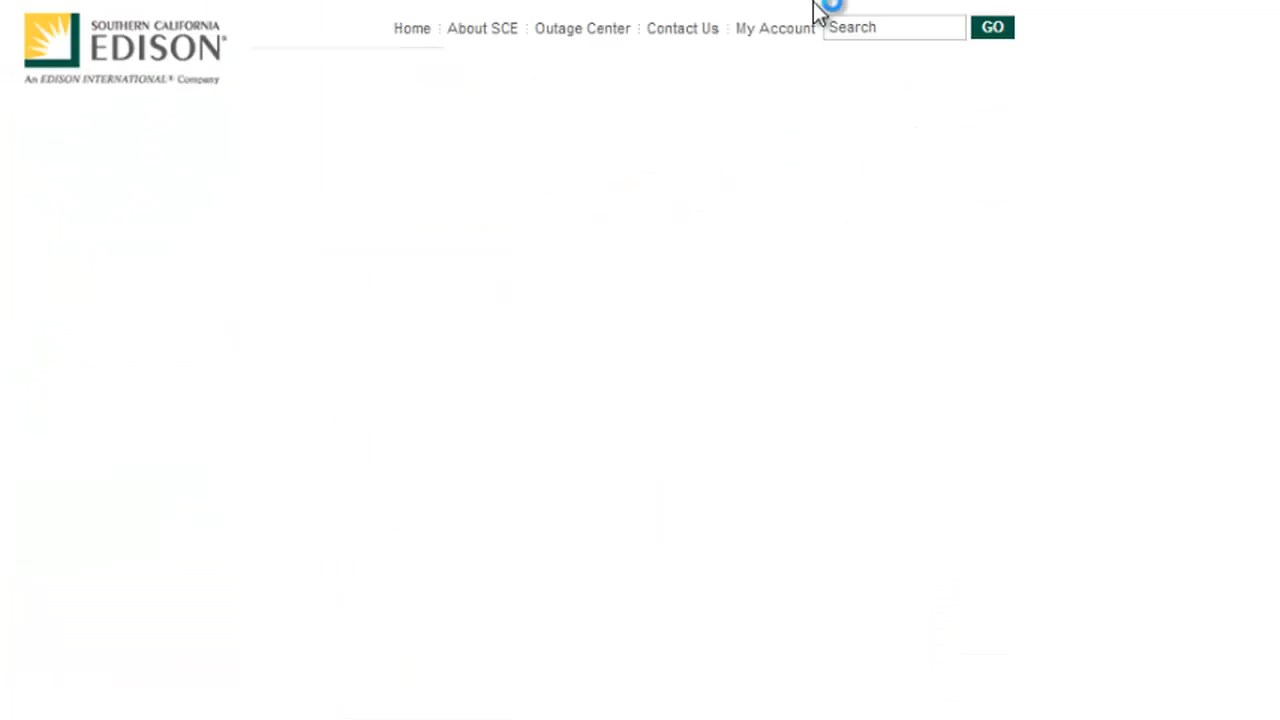 SOUTHERN CALIFORNIA
EDISON®
An EDISON INTERNATIONAL® Company
Home About SCE Outage Center Contact Us My Account Search GO